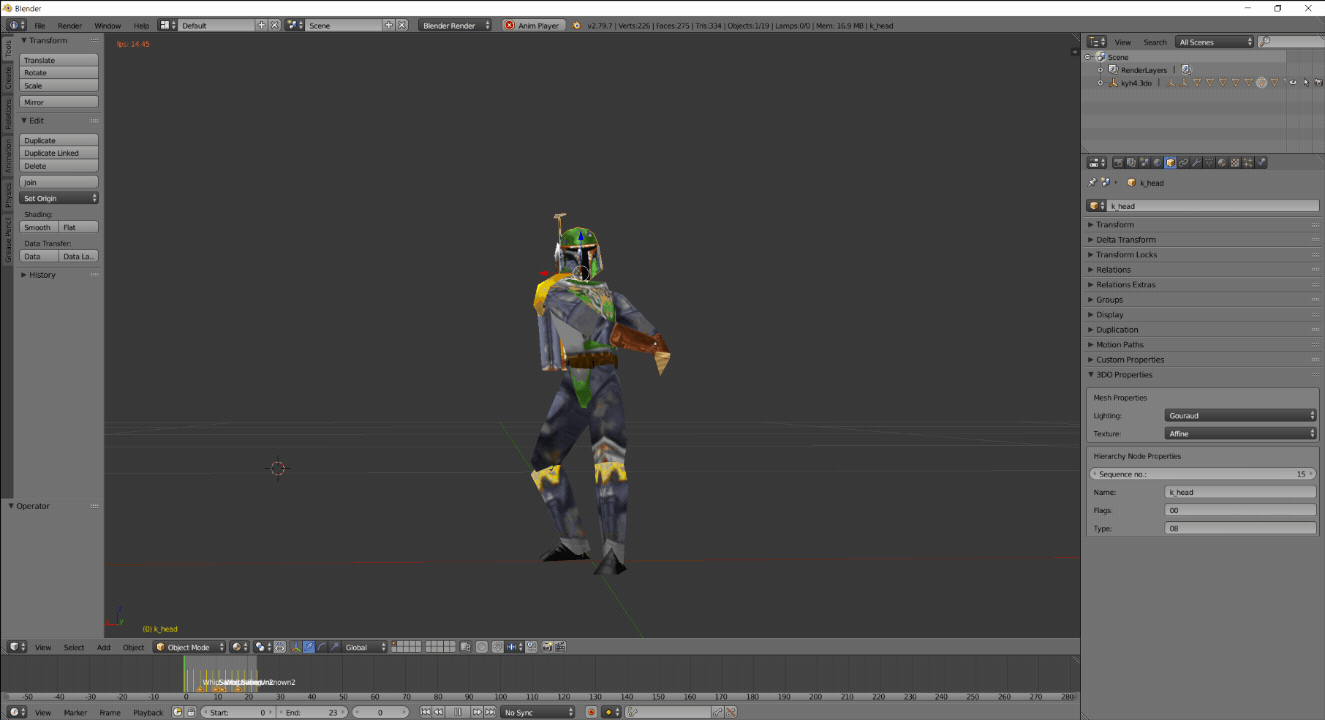 Blender
File Render Window Help Default Scene Blender Render Anim Player v2.79.7 | Verts:226 | Faces:275 | Tris:334 | Objects:1/19 | Lamps:0/0 | Mem: 16.9 MB | k_head
Tools
Create
Relations
Animation
Physics
Grease Pencil
Transform
Translate
Rotate
Scale
Mirror
Edit
Duplicate
Duplicate Linked
Delete
Join
Set Origin
Shading:
Smooth Flat
Data Transfer:
Data Data La...
History
Operator
fps: 14.45
(0) k_head
View Search All Scenes
Scene
RenderLayers
kyh4.3do
k_head
k_head
Transform
Delta Transform
Transform Locks
Relations
Relations Extras
Groups
Display
Duplication
Motion Paths
Custom Properties
3DO Properties
Mesh Properties
Lighting: Gouraud
Texture: Affine
Hierarchy Node Properties
Sequence no.: 15
Name: k_head
Flags: 00
Type: 08
View Select Add Object Object Mode Global
-50 -40 -30 -20 -10 0 10 20 30 40 50 60 70 80 90 100 110 120 130 140 150 160 170 180 190 200 210 220 230 240 250 260 270 280
View Marker Frame Playback Start: 0 End: 23 0 No Sync